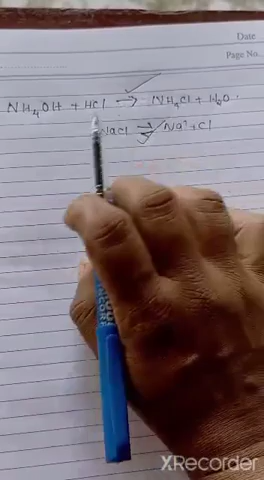 DATE
Page No.
NH4OH + HCl → NH4Cl + H2O.
NaCl ⇌ Na+ + Cl
XRecorder